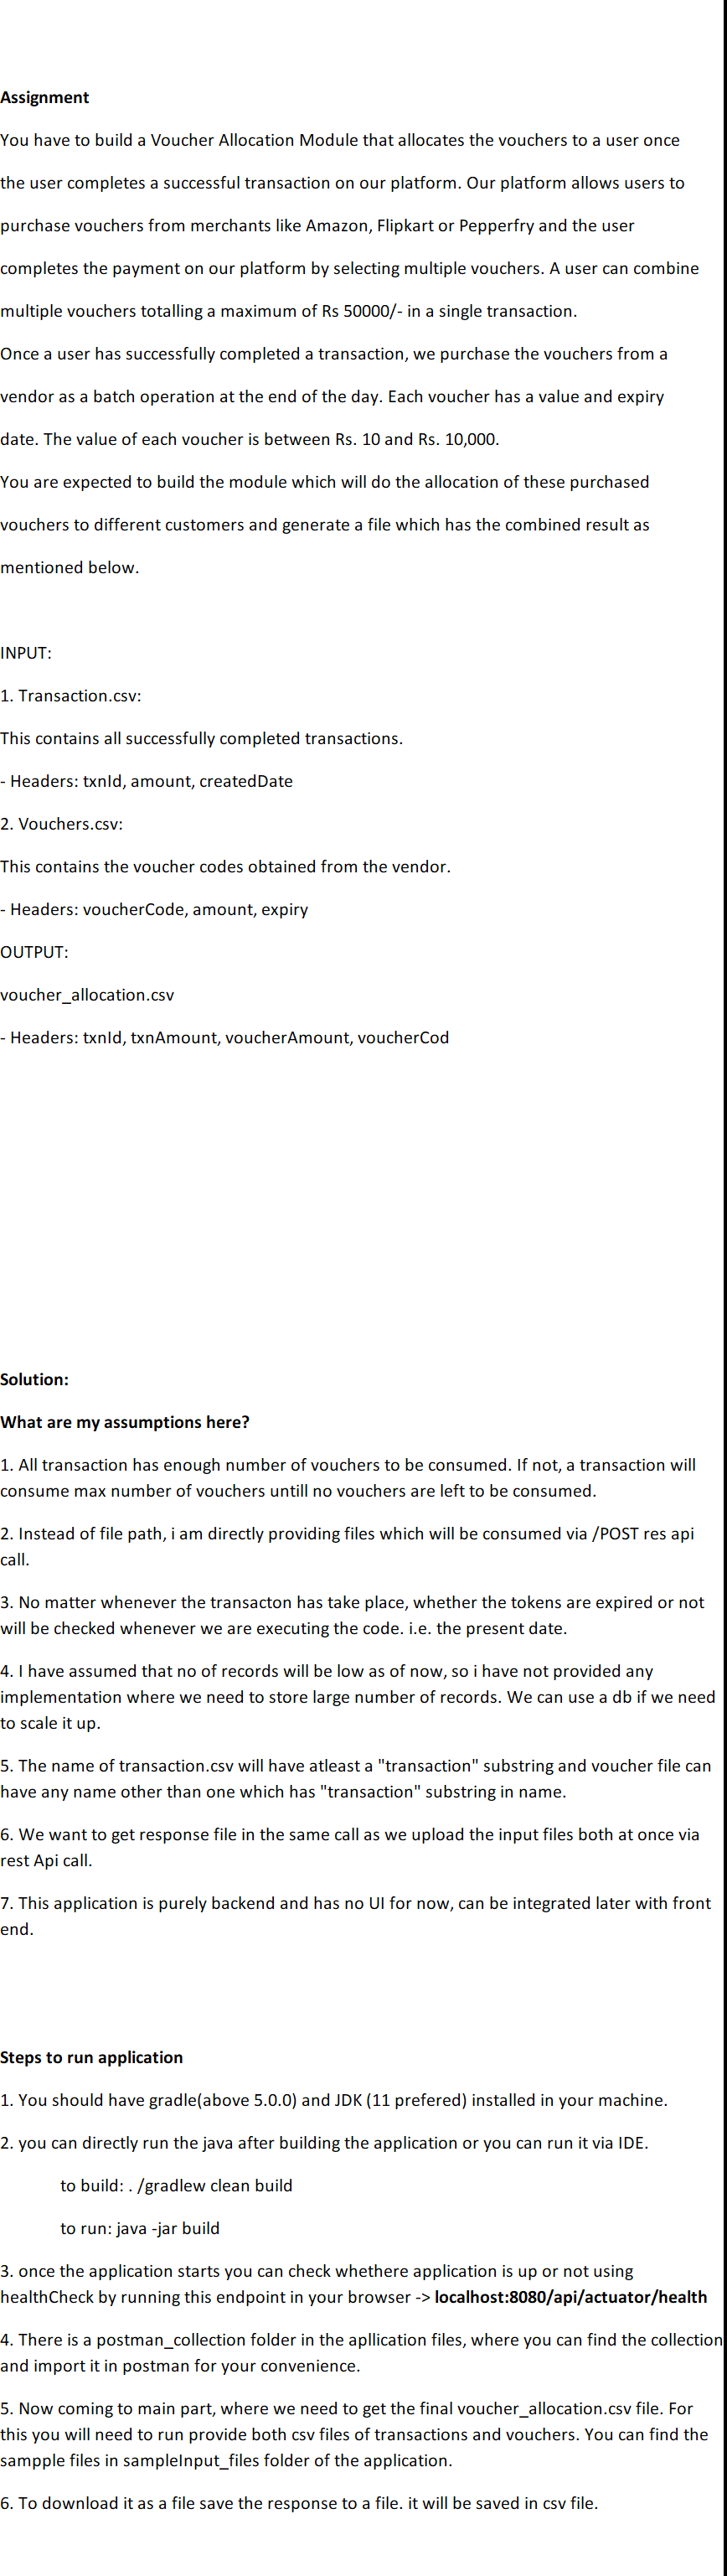 Assignment
You have to build a Voucher Allocation Module that allocates the vouchers to a user once
the user completes a successful transaction on our platform. Our platform allows users to
purchase vouchers from merchants like Amazon, Flipkart or Pepperfry and the user
completes the payment on our platform by selecting multiple vouchers. A user can combine
multiple vouchers totalling a maximum of Rs 50000/- in a single transaction.
Once a user has successfully completed a transaction, we purchase the vouchers from a
vendor as a batch operation at the end of the day. Each voucher has a value and expiry
date. The value of each voucher is between Rs. 10 and Rs. 10,000.
You are expected to build the module which will do the allocation of these purchased
vouchers to different customers and generate a file which has the combined result as
mentioned below.
INPUT:
1. Transaction.csv:
This contains all successfully completed transactions.
- Headers: txnId, amount, createdDate
2. Vouchers.csv:
This contains the voucher codes obtained from the vendor.
- Headers: voucherCode, amount, expiry
OUTPUT:
voucher_allocation.csv
- Headers: txnId, txnAmount, voucherAmount, voucherCod
Solution:
What are my assumptions here?
1. All transaction has enough number of vouchers to be consumed. If not, a transaction will
consume max number of vouchers untill no vouchers are left to be consumed.
2. Instead of file path, i am directly providing files which will be consumed via /POST res api
call.
3. No matter whenever the transacton has take place, whether the tokens are expired or not
will be checked whenever we are executing the code. i.e. the present date.
4. I have assumed that no of records will be low as of now, so i have not provided any
implementation where we need to store large number of records. We can use a db if we need
to scale it up.
5. The name of transaction.csv will have atleast a "transaction" substring and voucher file can
have any name other than one which has "transaction" substring in name.
6. We want to get response file in the same call as we upload the input files both at once via
rest Api call.
7. This application is purely backend and has no UI for now, can be integrated later with front
end.
Steps to run application
1. You should have gradle(above 5.0.0) and JDK (11 prefered) installed in your machine.
2. you can directly run the java after building the application or you can run it via IDE.
to build: . /gradlew clean build
to run: java -jar build
3. once the application starts you can check whethere application is up or not using
healthCheck by running this endpoint in your browser -> localhost:8080/api/actuator/health
4. There is a postman_collection folder in the apllication files, where you can find the collection
and import it in postman for your convenience.
5. Now coming to main part, where we need to get the final voucher_allocation.csv file. For
this you will need to run provide both csv files of transactions and vouchers. You can find the
sampple files in sampleInput_files folder of the application.
6. To download it as a file save the response to a file. it will be saved in csv file.